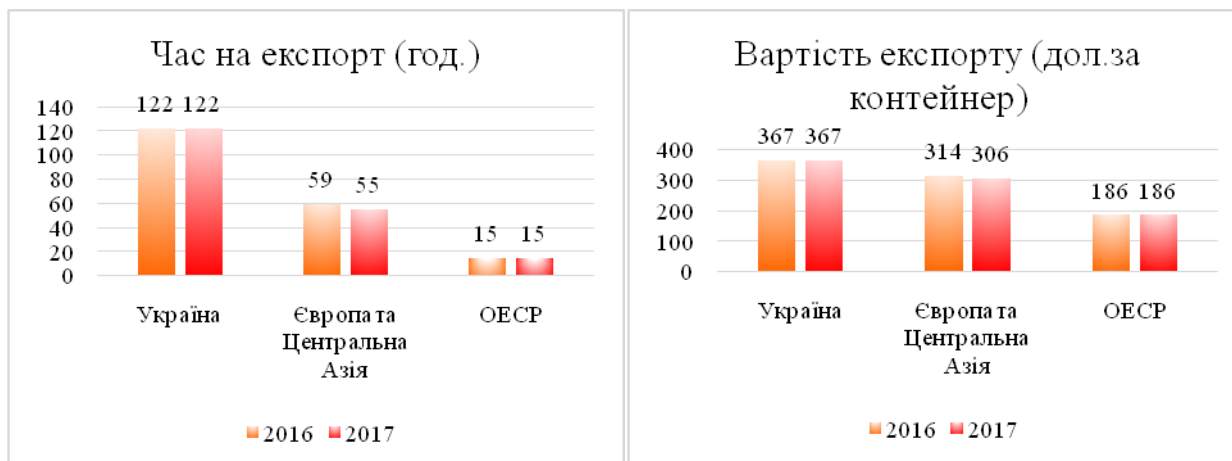 Час на експорт (год.)
140
120
100
80
60
40
20
0
122 122
59 55
15 15
Україна
Європа та
Центральна
Азія
ОЕСР
2016 2017
Вартість експорту (дол.за
контейнер)
400
300
200
100
0
367 367
314 306
186 186
Україна
Європа та
Центральна
Азія
ОЕСР
2016 2017